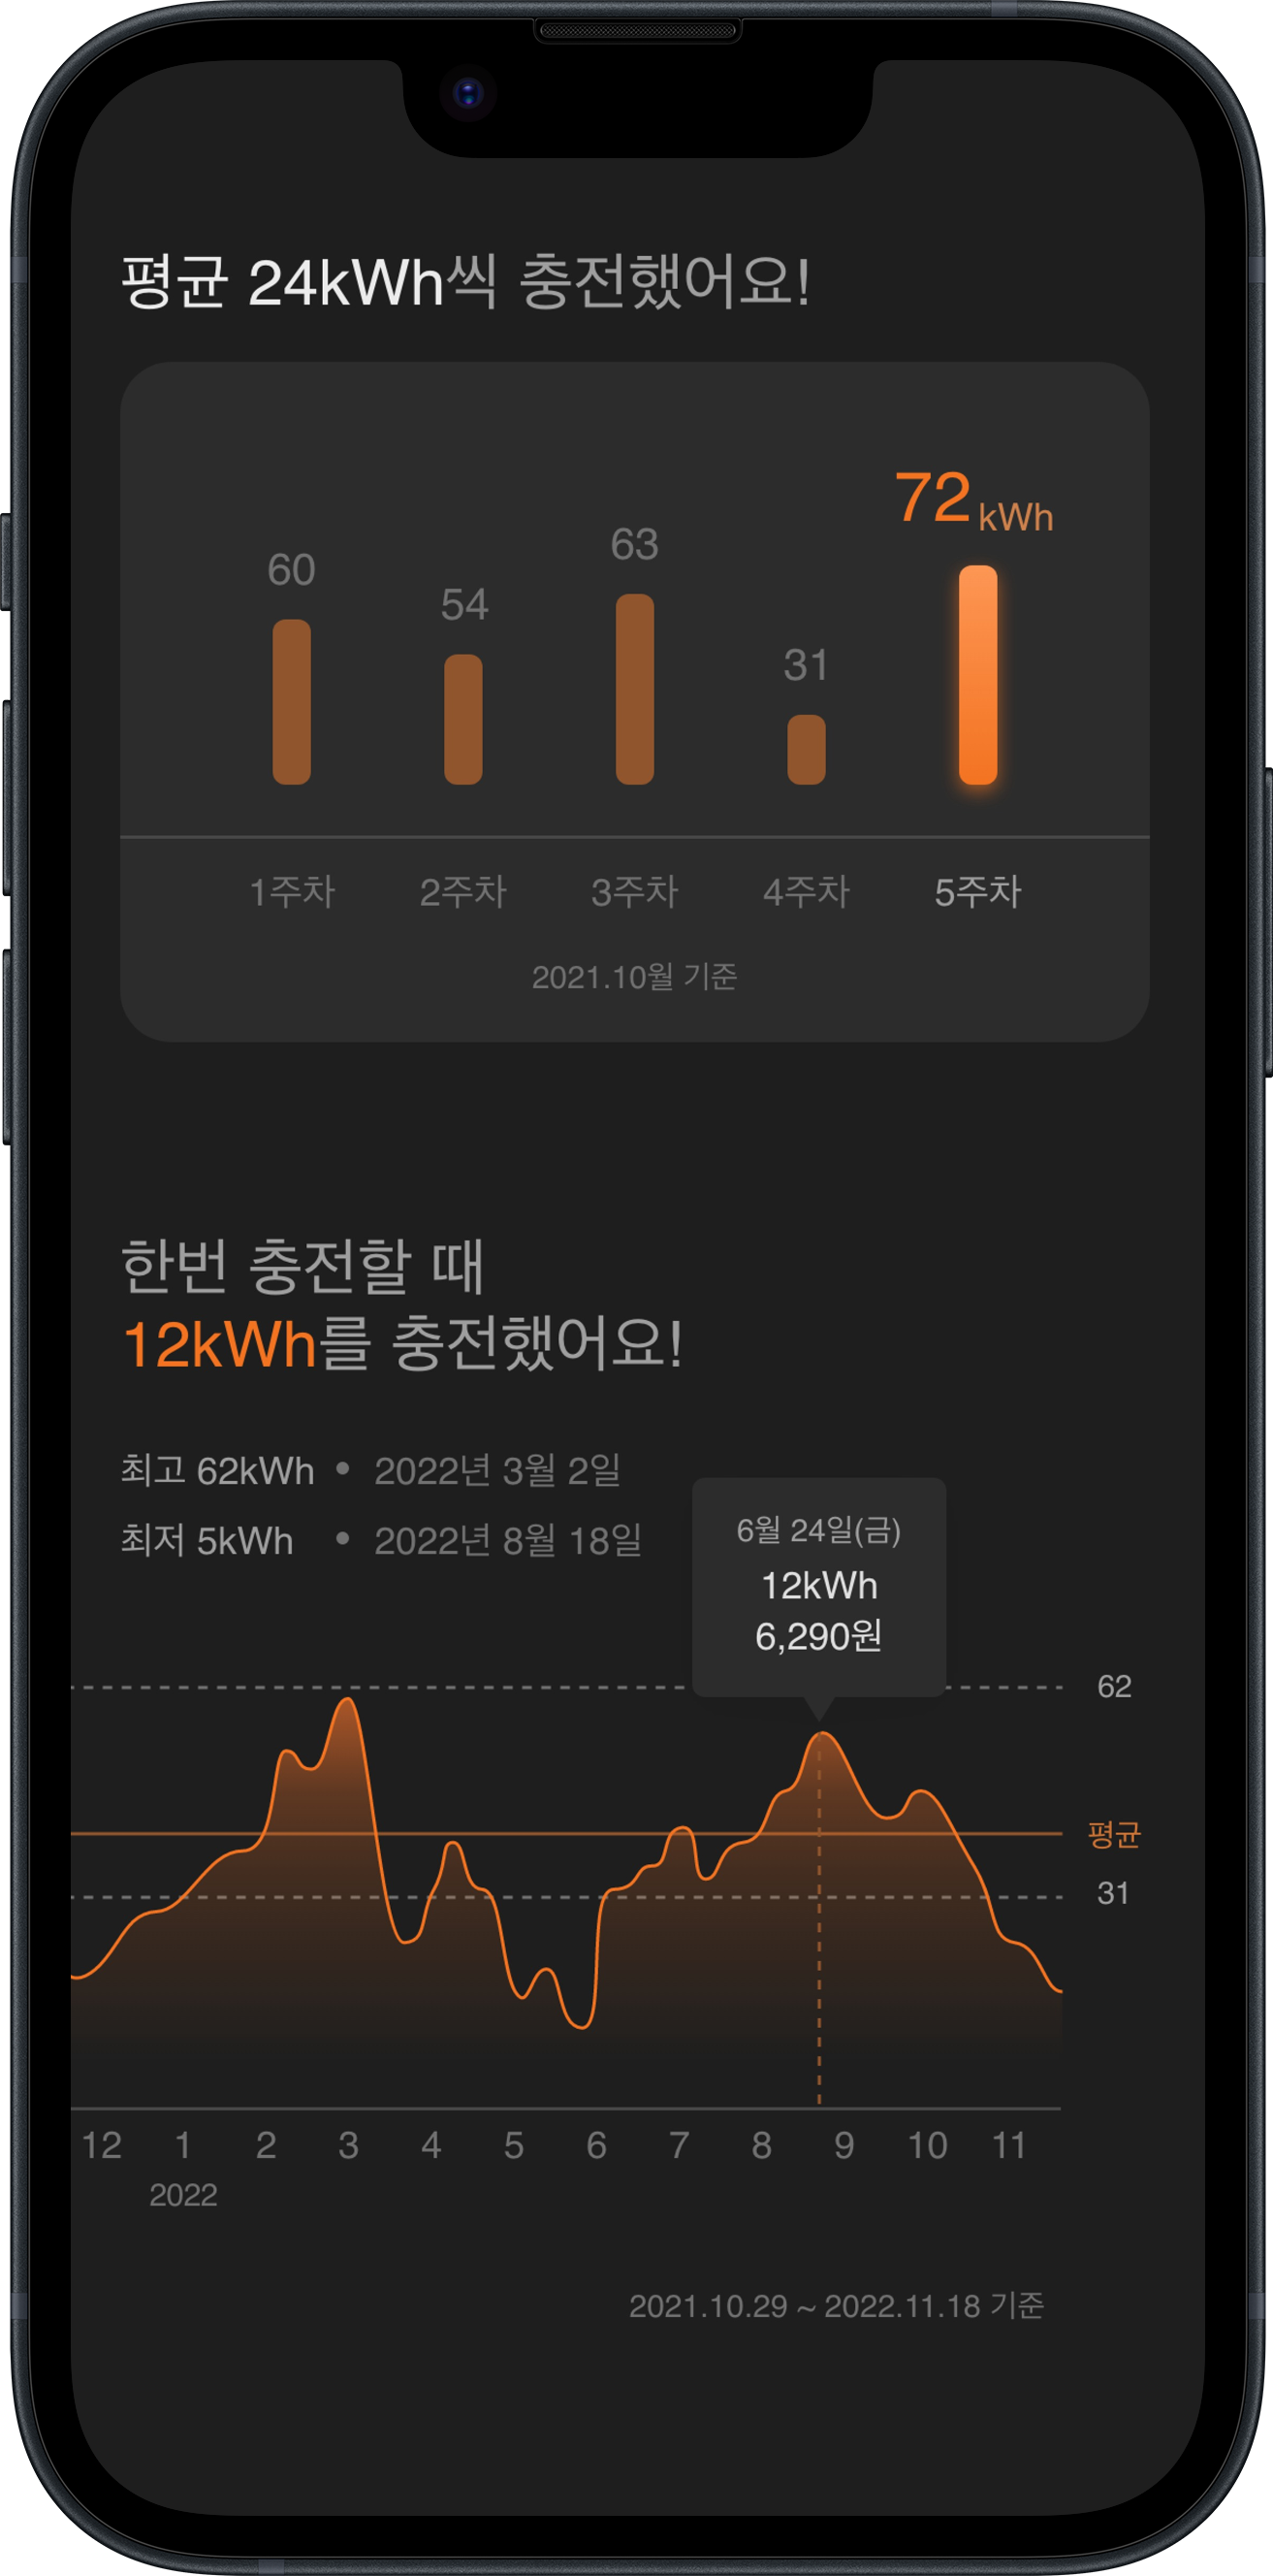 평균 24kWh씩 충전했어요!
72 kWh
63
60
54
31
1주차 2주차 3주차 4주차 5주차
2021.10월 기준
한번 충전할 때
12kWh를 충전했어요!
최고 62kWh • 2022년 3월 2일
최저 5kWh • 2022년 8월 18일
6월 24일(금)
12kWh
6,290원
62
평균
31
12 1 2 3 4 5 6 7 8 9 10 11
2022
2021.10.29 ~ 2022.11.18 기준